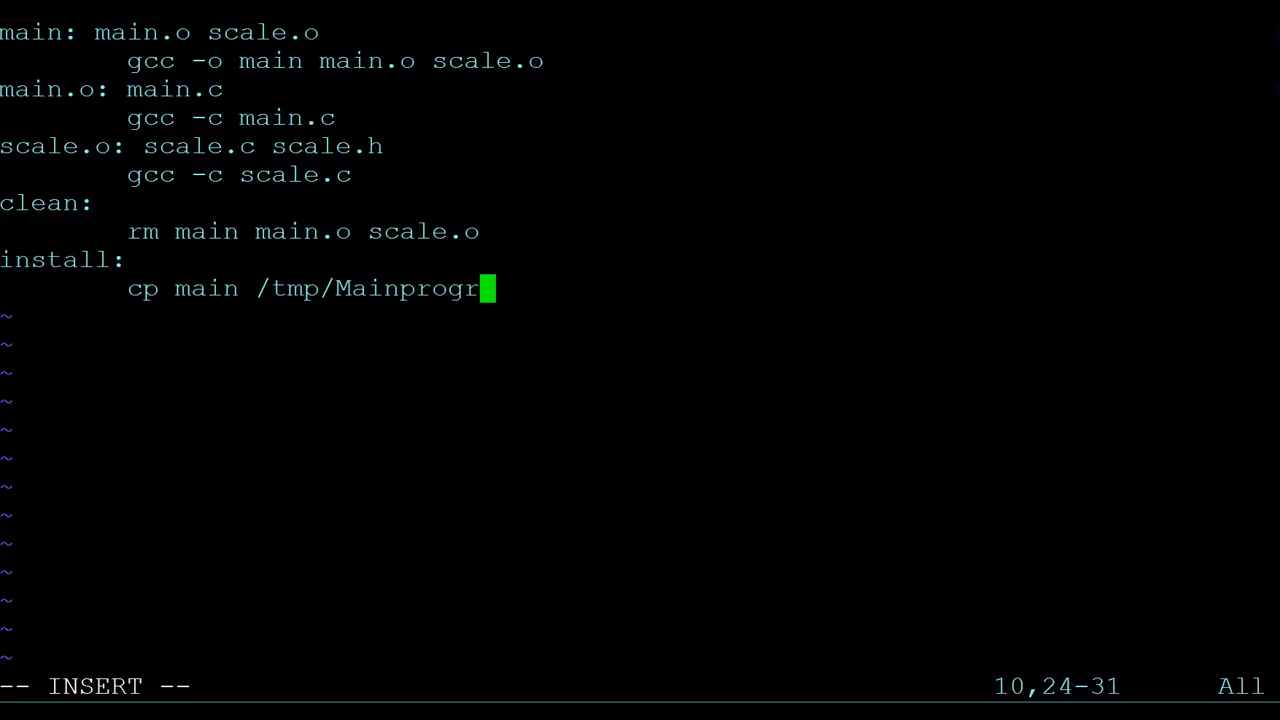 main: main.o scale.o
gcc -o main main.o scale.o
main.o: main.c
gcc -c main.c
scale.o: scale.c scale.h
gcc -c scale.c
clean:
rm main main.o scale.o
install:
cp main /tmp/Mainprogr
~
~
~
~
~
~
~
~
~
~
~
~
~
-- INSERT -- 10,24-31 All